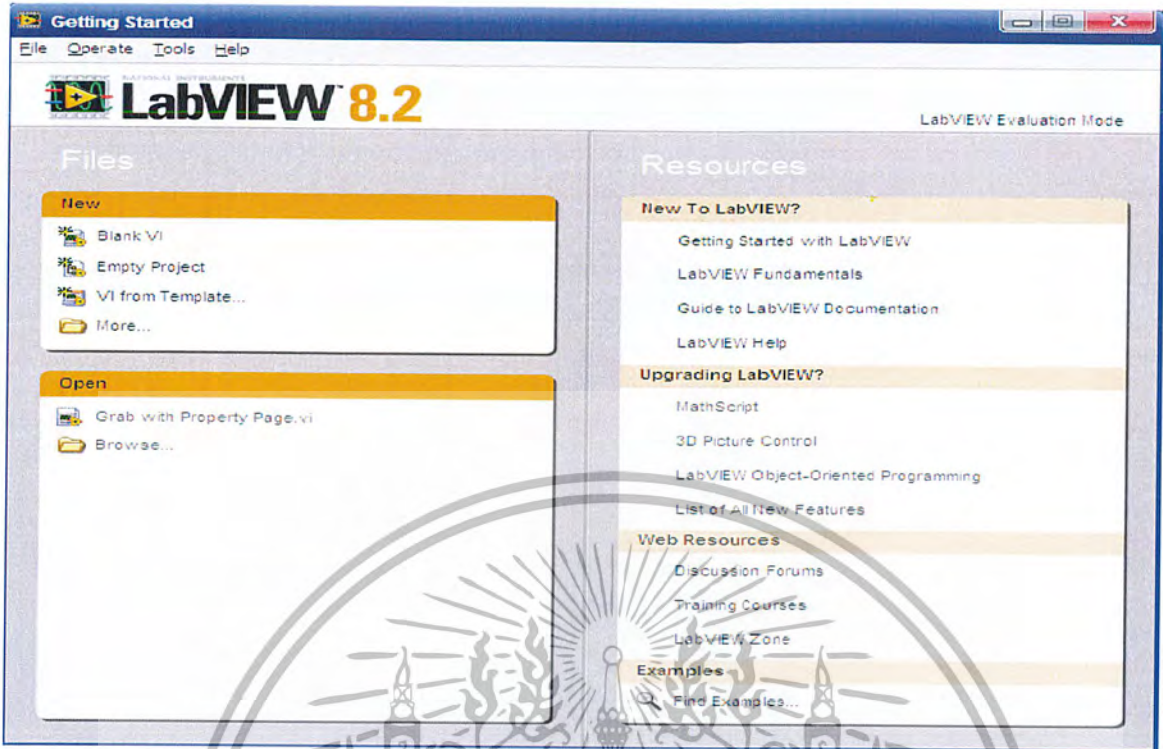 Getting Started
File Operate Tools Help
NATIONAL INSTRUMENTS
LabVIEW™ 8.2
LabVIEW Evaluation Mode
Files
New
Blank VI
Empty Project
VI from Template...
More...
Open
Grab with Property Page.vi
Browse...
Resources
New To LabVIEW?
Getting Started with LabVIEW
LabVIEW Fundamentals
Guide to LabVIEW Documentation
LabVIEW Help
Upgrading LabVIEW?
MathScript
3D Picture Control
LabVIEW Object-Oriented Programming
List of All New Features
Web Resources
Discussion Forums
Training Courses
LabVIEW Zone
Examples
Find Examples...